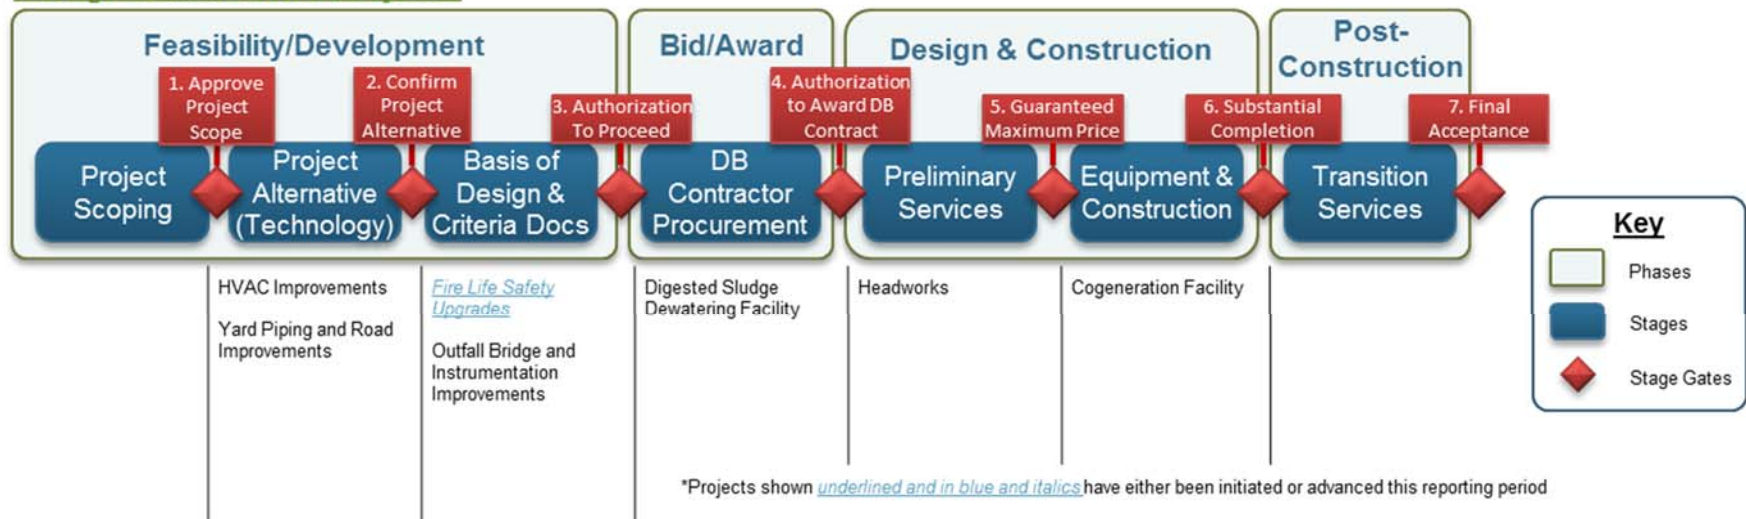 Feasibility/Development
Bid/Award
Design & Construction
Post-
Construction
1. Approve
Project
Scope
2. Confirm
Project
Alternative
3. Authorization
To Proceed
4. Authorization
to Award DB
Contract
5. Guaranteed
Maximum Price
6. Substantial
Completion
7. Final
Acceptance
Project
Scoping
Project
Alternative
(Technology)
Basis of
Design &
Criteria Docs
DB
Contractor
Procurement
Preliminary
Services
Equipment &
Construction
Transition
Services
HVAC Improvements
Yard Piping and Road
Improvements
Fire Life Safety
Upgrades
Outfall Bridge and
Instrumentation
Improvements
Digested Sludge
Dewatering Facility
Headworks
Cogeneration Facility
Key
Phases
Stages
Stage Gates
*Projects shown underlined and in blue and italics have either been initiated or advanced this reporting period